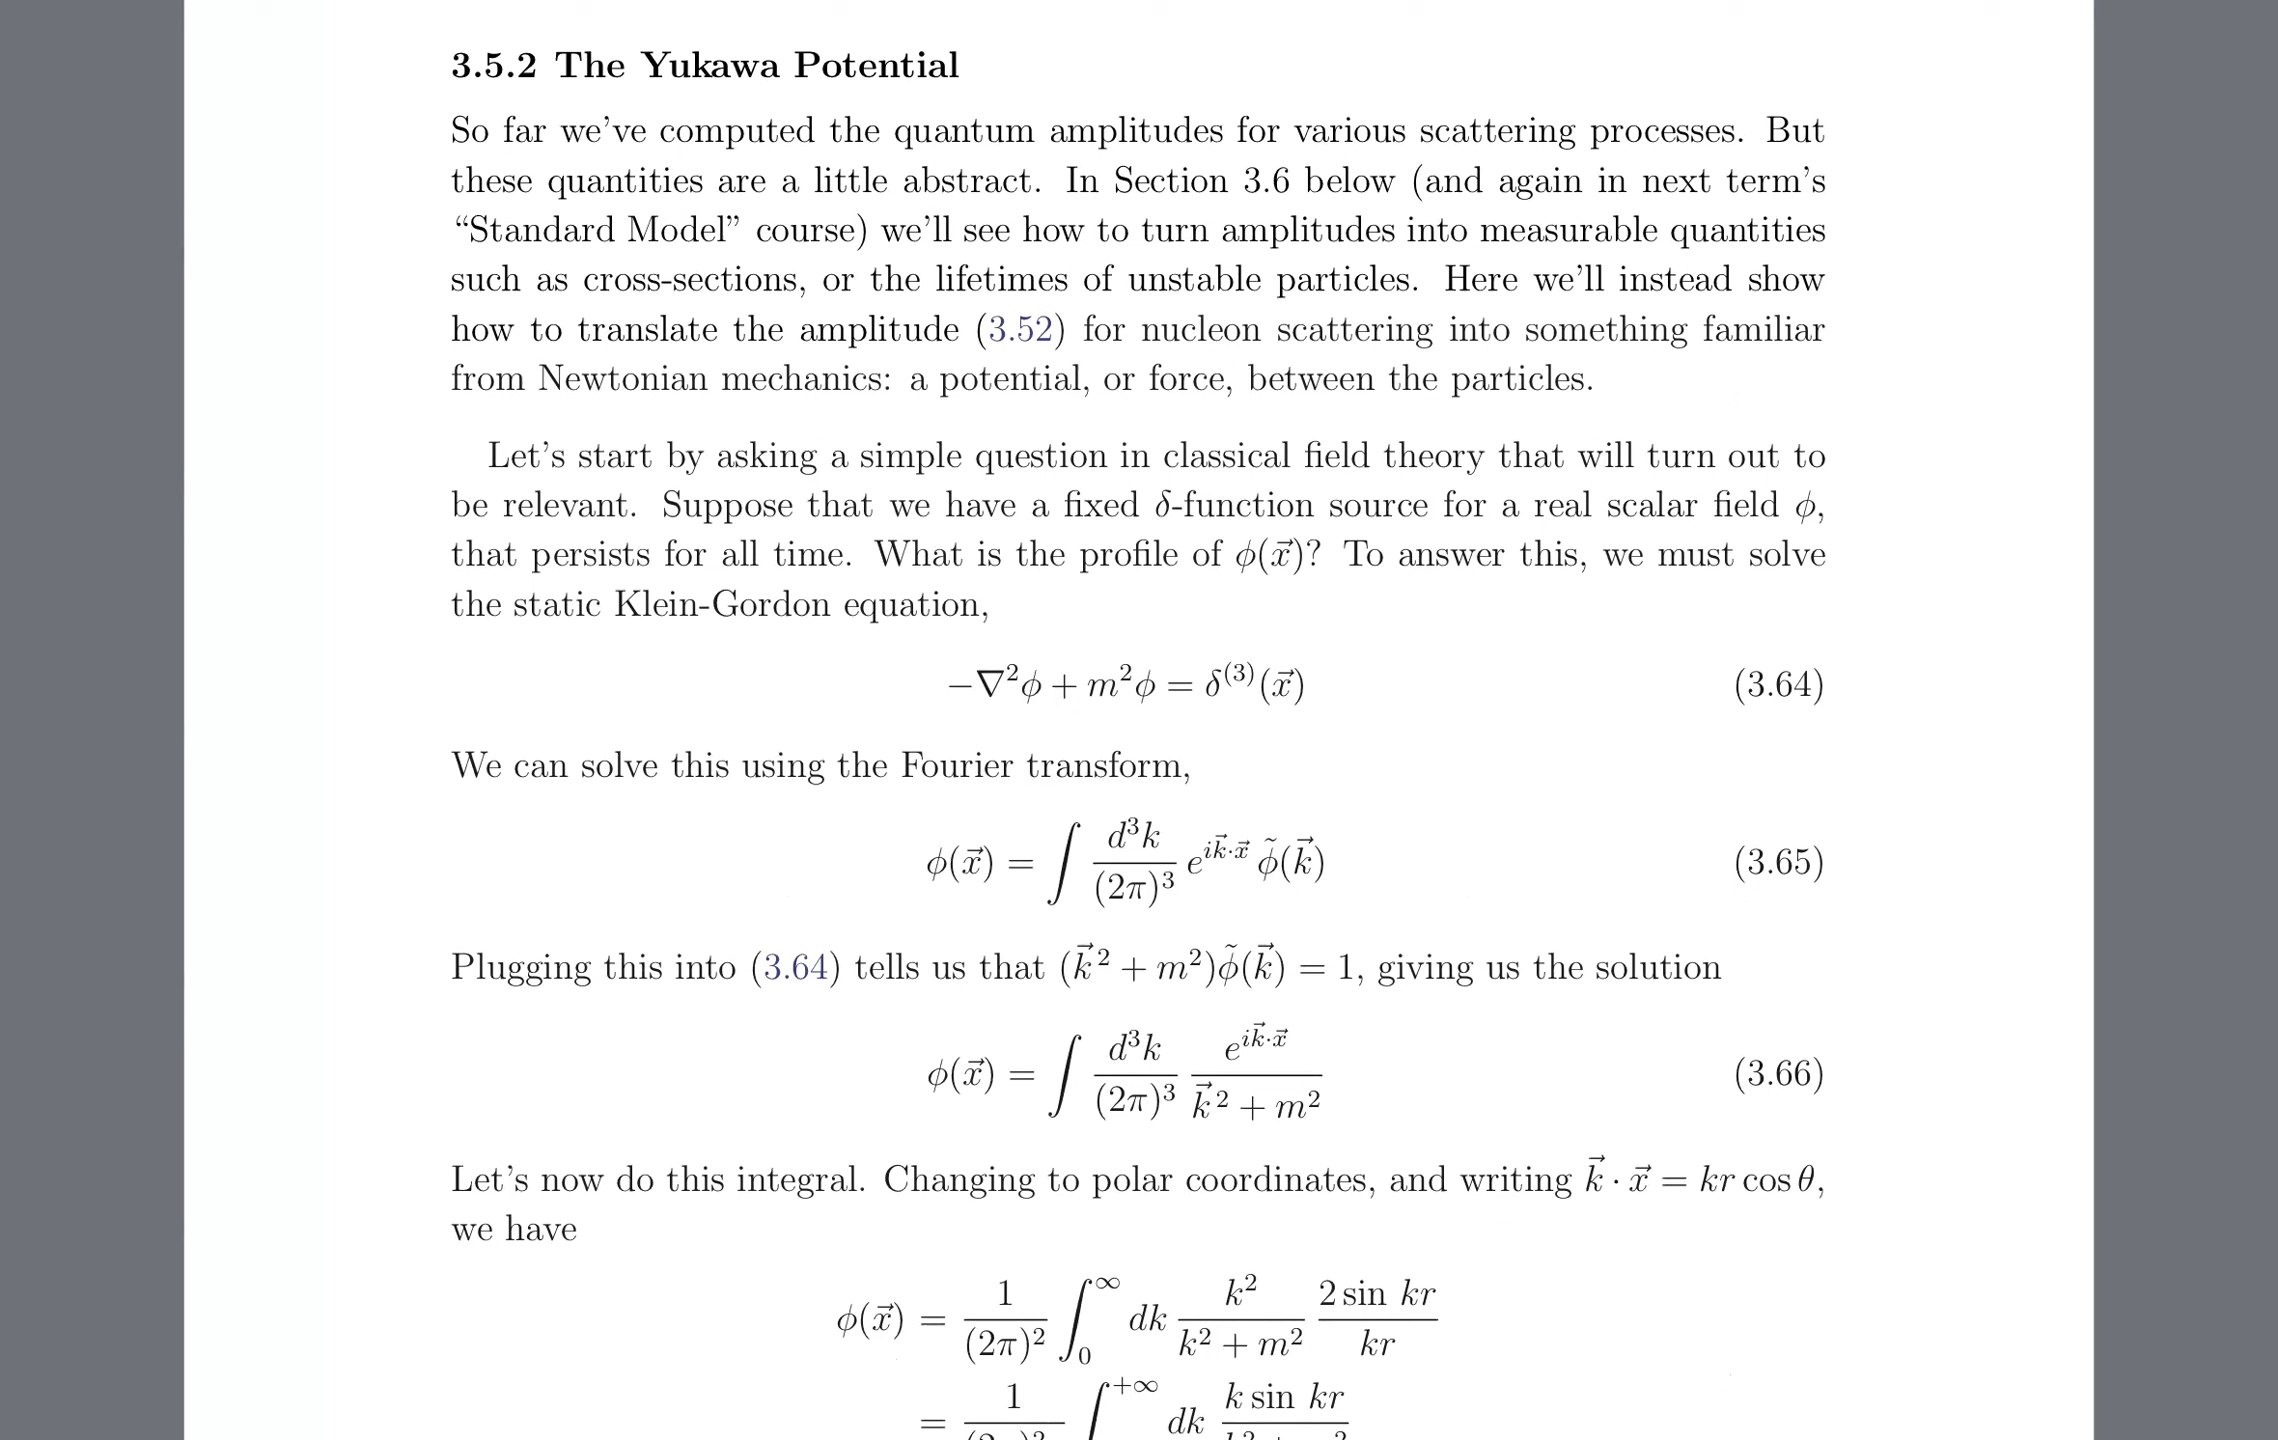 3.5.2 The Yukawa Potential
So far we've computed the quantum amplitudes for various scattering processes. But
these quantities are a little abstract. In Section 3.6 below (and again in next term's
“Standard Model” course) we'll see how to turn amplitudes into measurable quantities
such as cross-sections, or the lifetimes of unstable particles. Here we'll instead show
how to translate the amplitude (3.52) for nucleon scattering into something familiar
from Newtonian mechanics: a potential, or force, between the particles.
Let's start by asking a simple question in classical field theory that will turn out to
be relevant. Suppose that we have a fixed δ-function source for a real scalar field ϕ,
that persists for all time. What is the profile of ϕ(x⃗)? To answer this, we must solve
the static Klein-Gordon equation,
−∇²ϕ + m²ϕ = δ⁽³⁾(x⃗) (3.64)
We can solve this using the Fourier transform,
ϕ(x⃗) = ∫ d³k/(2π)³ e^{ik⃗·x⃗} ϕ̃(k⃗) (3.65)
Plugging this into (3.64) tells us that (k⃗² + m²)ϕ̃(k⃗) = 1, giving us the solution
ϕ(x⃗) = ∫ d³k/(2π)³ e^{ik⃗·x⃗}/(k⃗² + m²) (3.66)
Let's now do this integral. Changing to polar coordinates, and writing k⃗ · x⃗ = kr cos θ,
we have
ϕ(x⃗) = 1/(2π)² ∫₀^∞ dk k²/(k² + m²) 2 sin kr/kr
= 1 ∫^{+∞} dk k sin kr